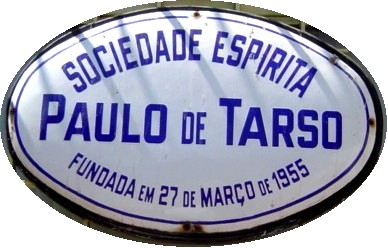 SOCIEDADE ESPIRITA
PAULO DE TARSO
FUNDADA EM 27 DE MARÇO DE 1955